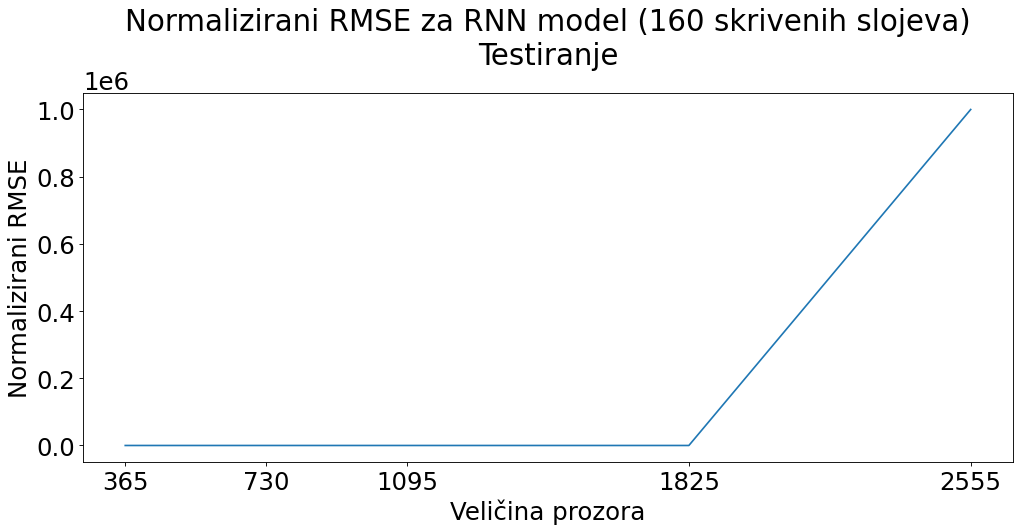 Normalizirani RMSE za RNN model (160 skrivenih slojeva)
Testiranje
1e6
1.0
0.8
0.6
0.4
0.2
0.0
Normalizirani RMSE
365 730 1095 1825 2555
Veličina prozora